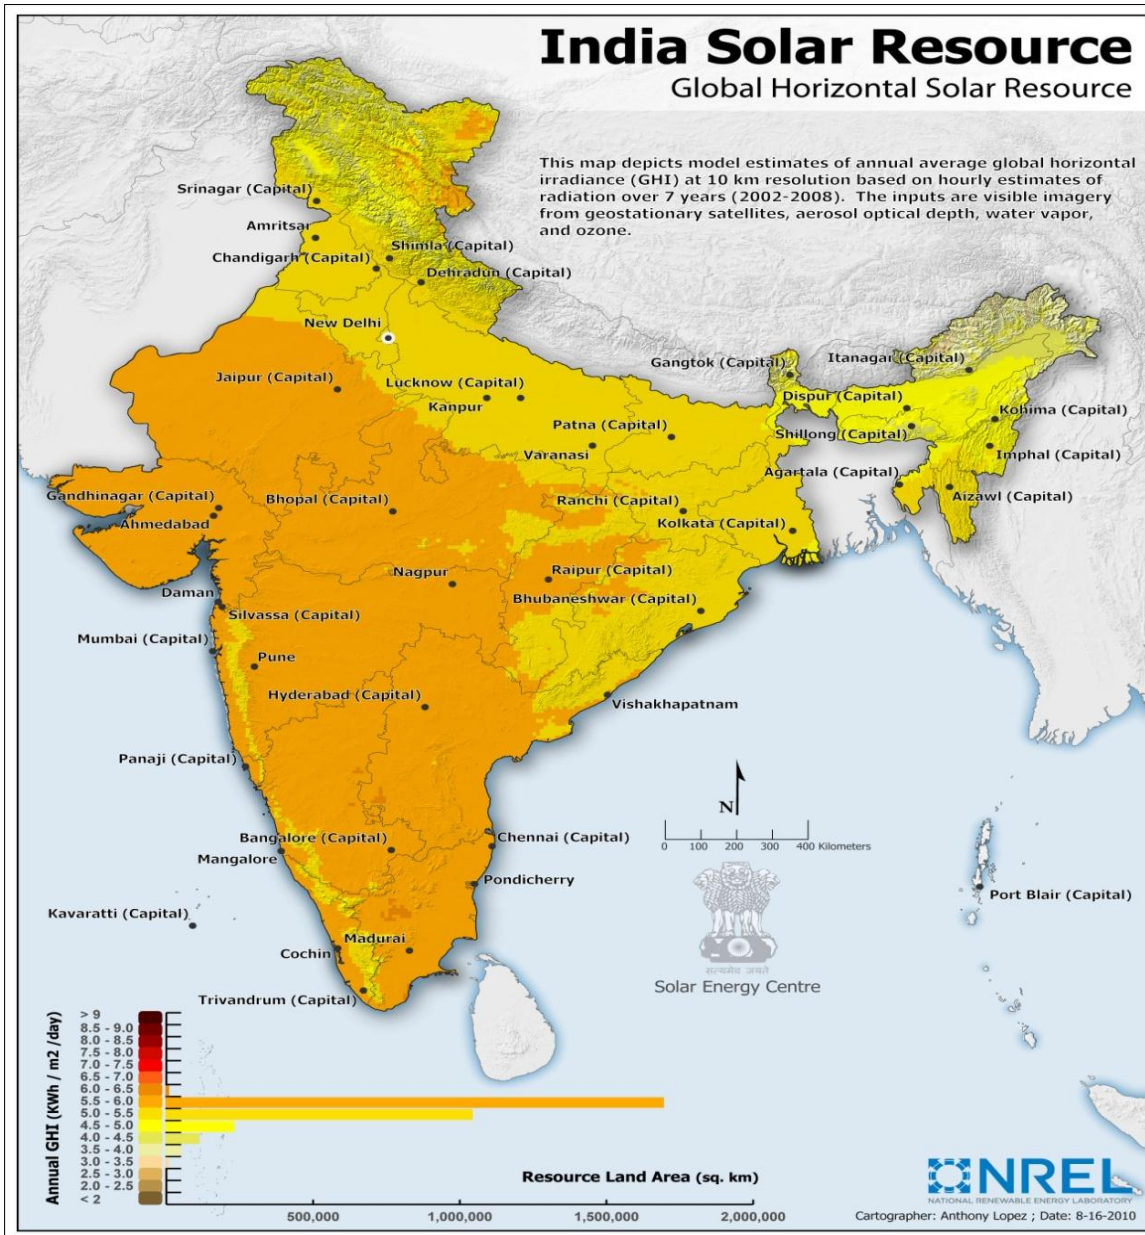 India Solar Resource
Global Horizontal Solar Resource
This map depicts model estimates of annual average global horizontal
irradiance (GHI) at 10 km resolution based on hourly estimates of
radiation over 7 years (2002-2008). The inputs are visible imagery
from geostationary satellites, aerosol optical depth, water vapor,
and ozone.
Srinagar (Capital)
Amritsar
Shimla (Capital)
Chandigarh (Capital)
Dehradun (Capital)
New Delhi
Gangtok (Capital)
Itanagar (Capital)
Jaipur (Capital)
Lucknow (Capital)
Kanpur
Dispur (Capital)
Kohima (Capital)
Patna (Capital)
Shillong (Capital)
Varanasi
Imphal (Capital)
Agartala (Capital)
Aizawl (Capital)
Gandhinagar (Capital)
Bhopal (Capital)
Ranchi (Capital)
Ahmedabad
Kolkata (Capital)
Nagpur
Raipur (Capital)
Daman
Bhubaneshwar (Capital)
Silvassa (Capital)
Mumbai (Capital)
Pune
Hyderabad (Capital)
Vishakhapatnam
Panaji (Capital)
N
Bangalore (Capital)
Chennai (Capital)
Mangalore
0 100 200 300 400 Kilometers
Pondicherry
Port Blair (Capital)
Kavaratti (Capital)
Madurai
Cochin
सत्यमेव जयते
Solar Energy Centre
Trivandrum (Capital)
Annual GHI (KWh / m2 /day)
> 9
8.5 - 9.0
8.0 - 8.5
7.5 - 8.0
7.0 - 7.5
6.5 - 7.0
6.0 - 6.5
5.5 - 6.0
5.0 - 5.5
4.5 - 5.0
4.0 - 4.5
3.5 - 4.0
3.0 - 3.5
2.5 - 3.0
2.0 - 2.5
< 2
Resource Land Area (sq. km)
500,000 1,000,000 1,500,000 2,000,000
NREL
NATIONAL RENEWABLE ENERGY LABORATORY
Cartographer: Anthony Lopez ; Date: 8-16-2010